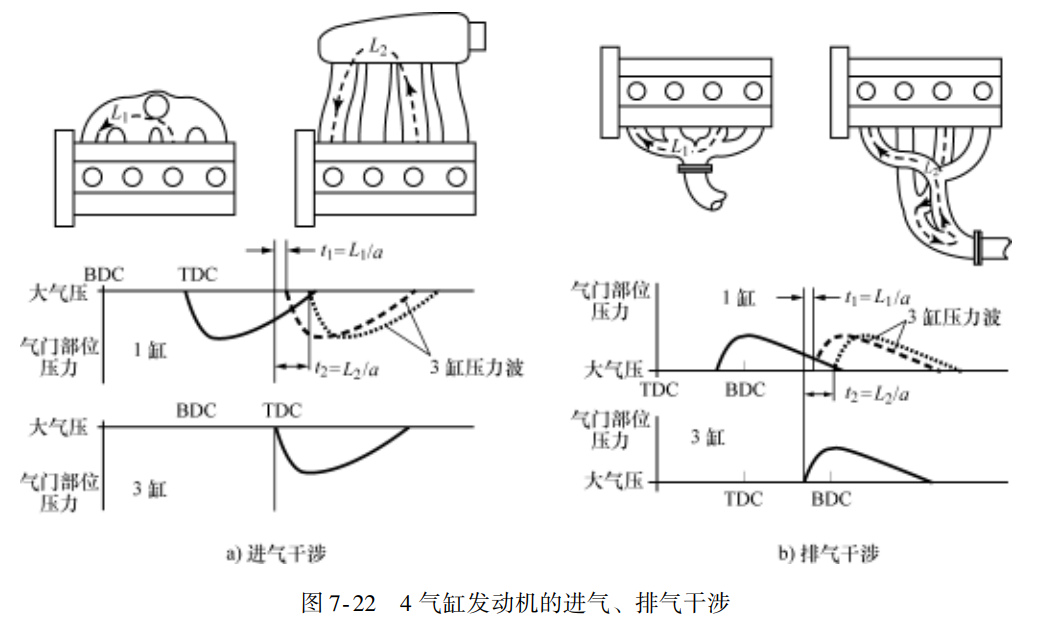 L₂
L₁
L₁
L₂
t₁=L₁/a
BDC TDC
大气压
气门部位
压力
1缸
3缸压力波
t₂=L₂/a
BDC TDC
大气压
气门部位
压力
3缸
a) 进气干涉
气门部位
压力
1缸
t₁=L₁/a
3缸压力波
大气压
TDC BDC
t₂=L₂/a
气门部位
压力
3缸
大气压
TDC BDC
b) 排气干涉
图 7-22 4 气缸发动机的进气、排气干涉